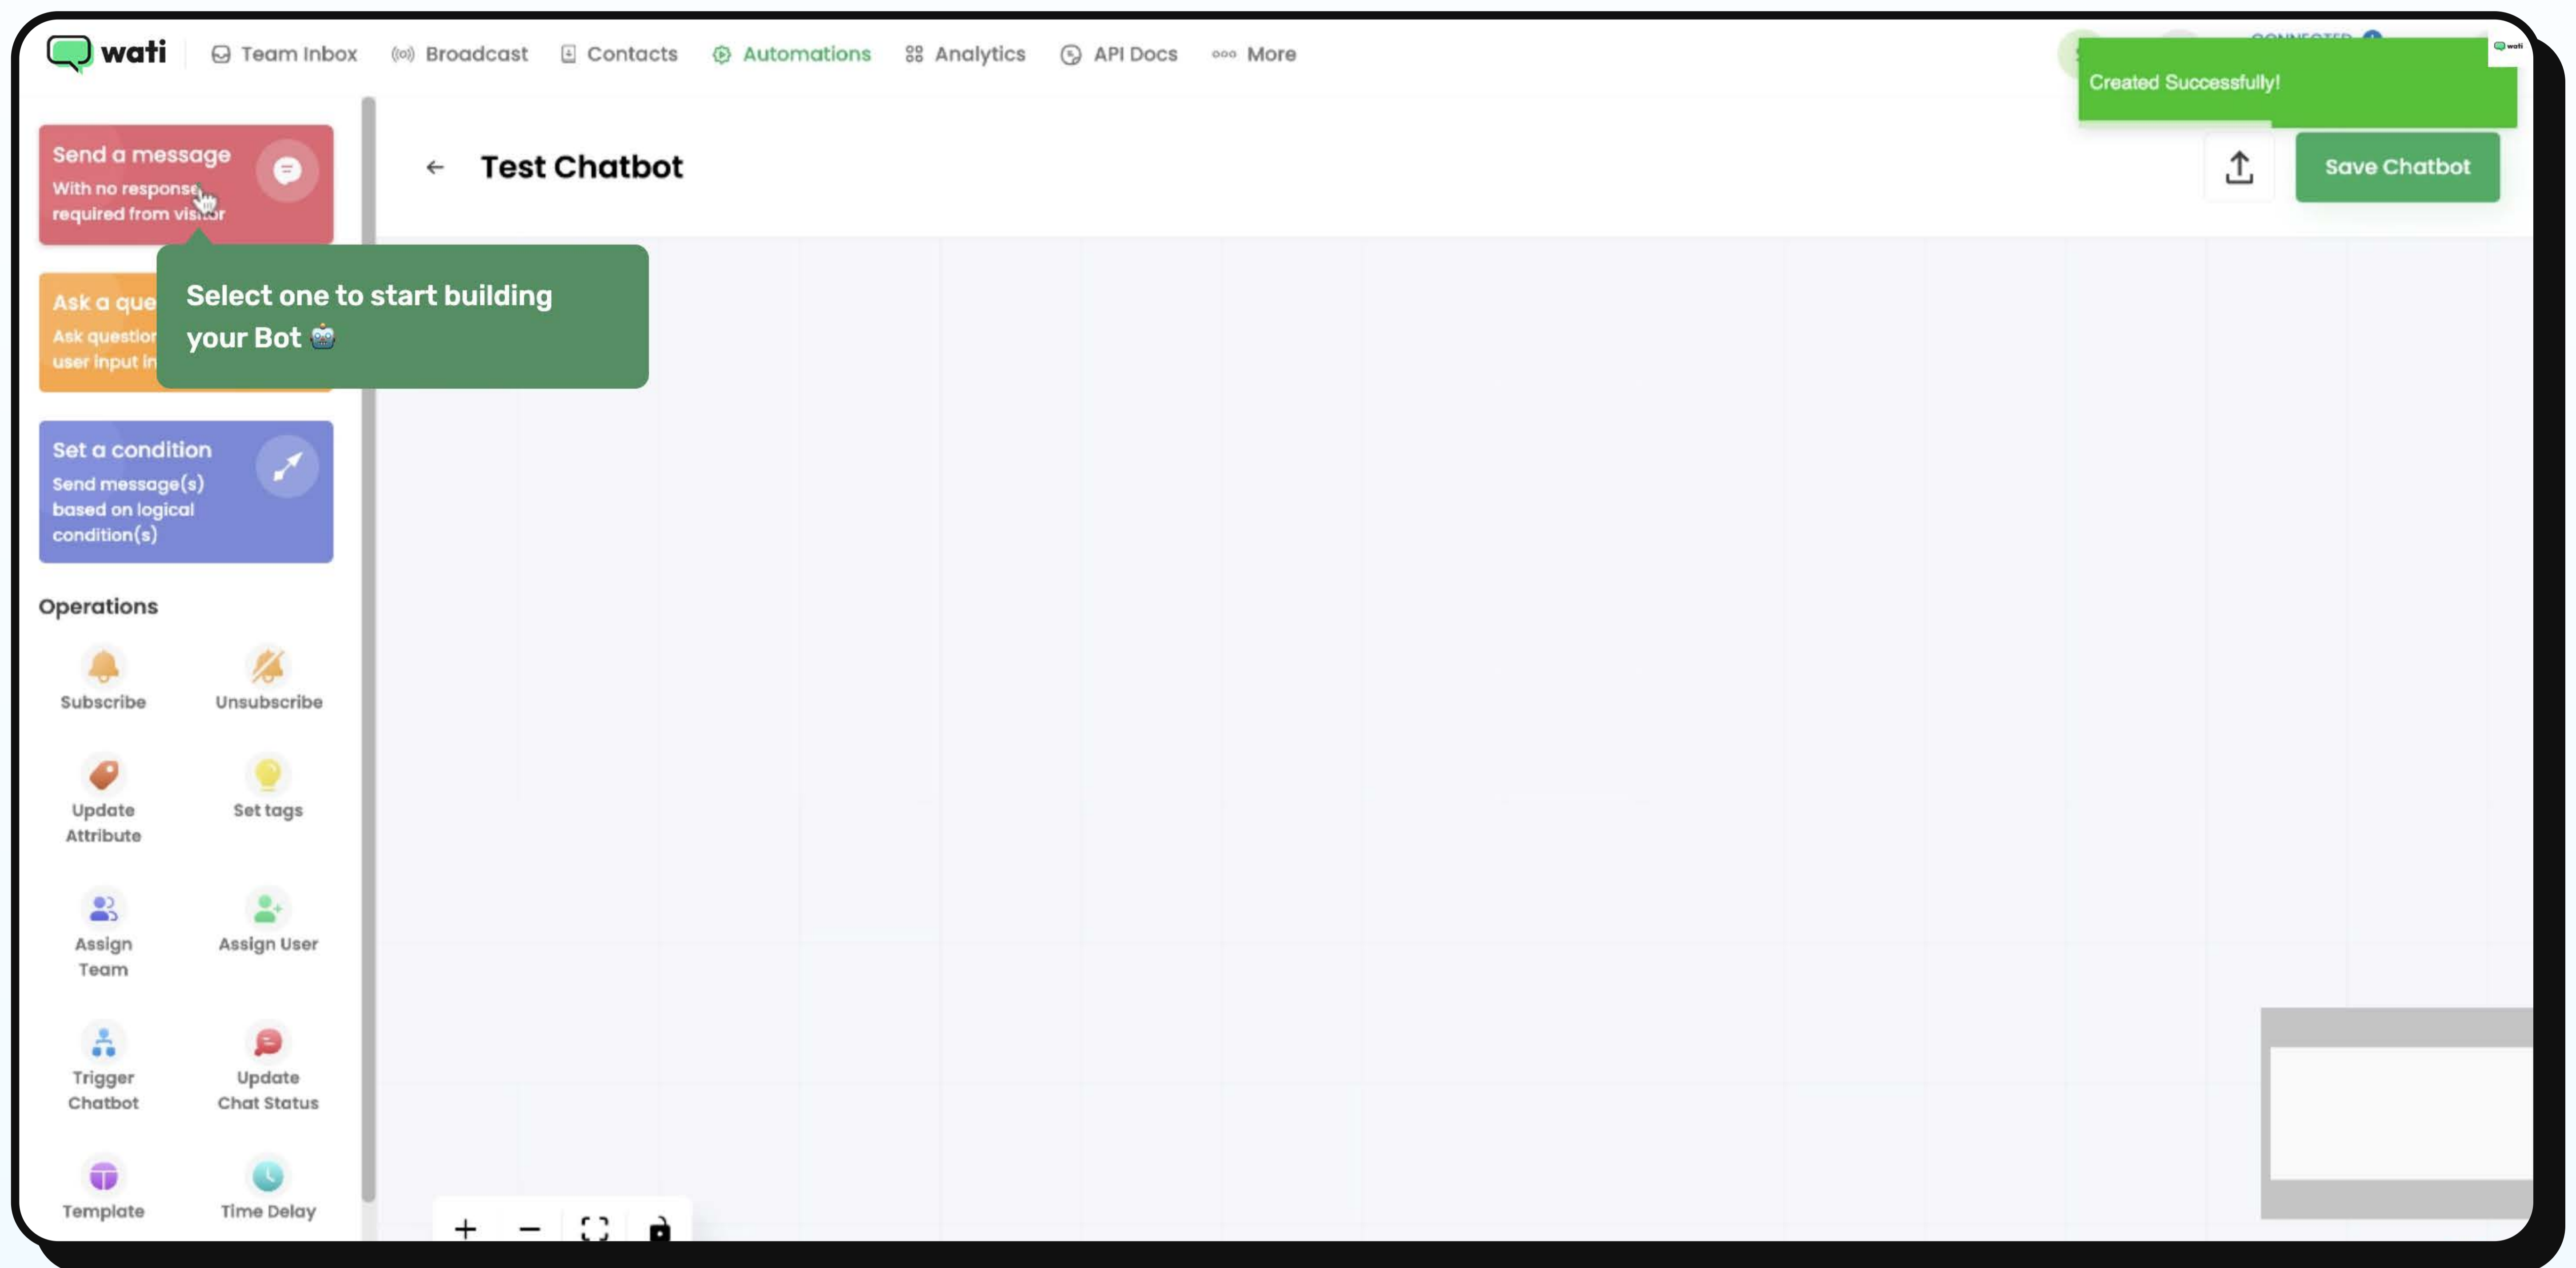 wati
Team Inbox
Broadcast
Contacts
Automations
Analytics
API Docs
More
wati
Created Successfully!
Send a message
With no response
required from visitor
Test Chatbot
Save Chatbot
Select one to start building
your Bot 🤖
Ask a que
Ask question
user input in
Set a condition
Send message(s)
based on logical
condition(s)
Operations
Subscribe
Unsubscribe
Update
Attribute
Set tags
Assign
Team
Assign User
Trigger
Chatbot
Update
Chat Status
Template
Time Delay